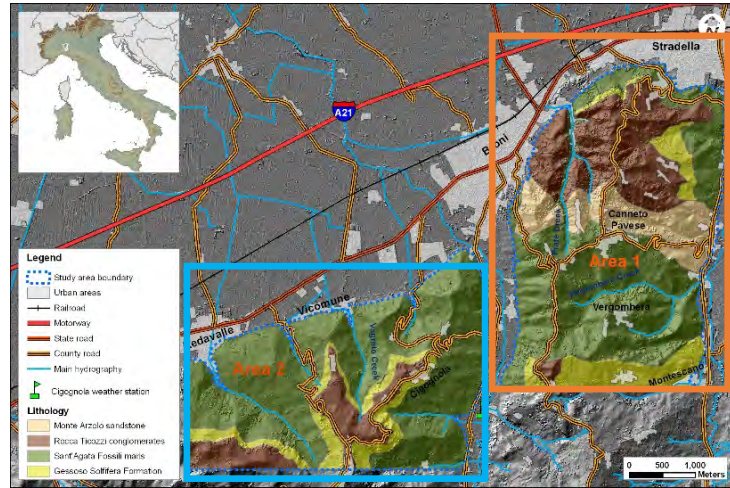 N
Stradella
A21
Broni
Canneto
Pavese
Area 1
Vergombera
Montescano
Vicomune
edavalle
Area 2
Creek
Cigognola
Legend
Study area boundary
Urban areas
Railroad
Motorway
State road
County road
Main hydrography
Cigognola weather station
Lithology
Monte Arzolo sandstone
Rocca Ticozzi conglomerates
Sant'Agata Fossili marls
Gessoso Solfifera Formation
0 500 1,000
Meters